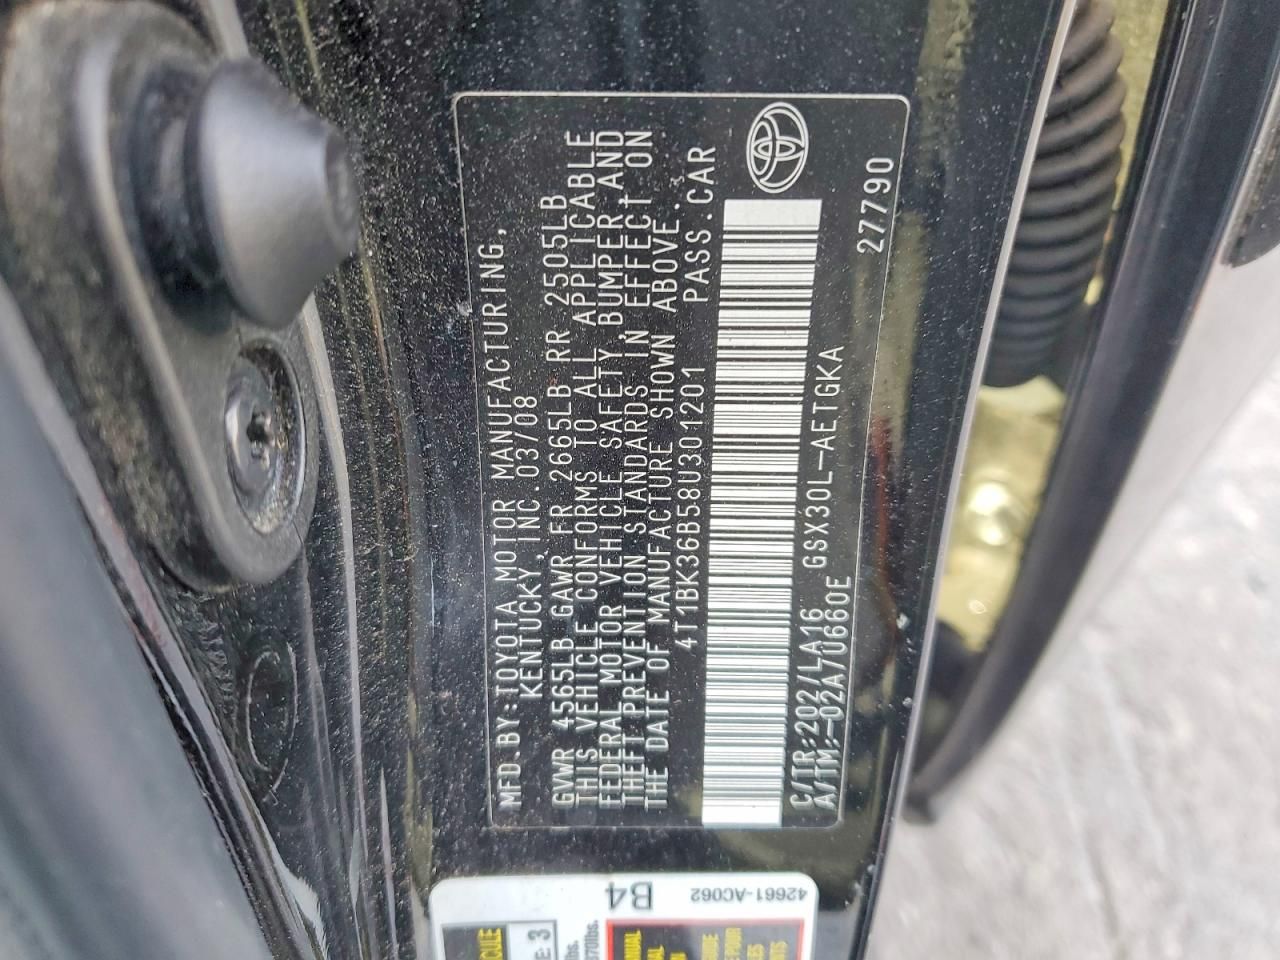 MFD.BY:TOYOTA MOTOR MANUFACTURING,
KENTUCKY, INC 03/08
GVWR 4565LB GAWR FR 2665LB RR 2505LB
THIS VEHICLE CONFORMS TO ALL APPLICABLE
FEDERAL MOTOR VEHICLE SAFETY, BUMPER, AND
THEFT PREVENTION STANDARDS IN EFFECT ON
THE DATE OF MANUFACTURE SHOWN ABOVE.
4T1BK36B58U301201 PASS.CAR
C/TR:202/LA16 GSX30L-AETGKA
A/TM:-02A/U660E
27790
B4
42661-AC062
E: 3